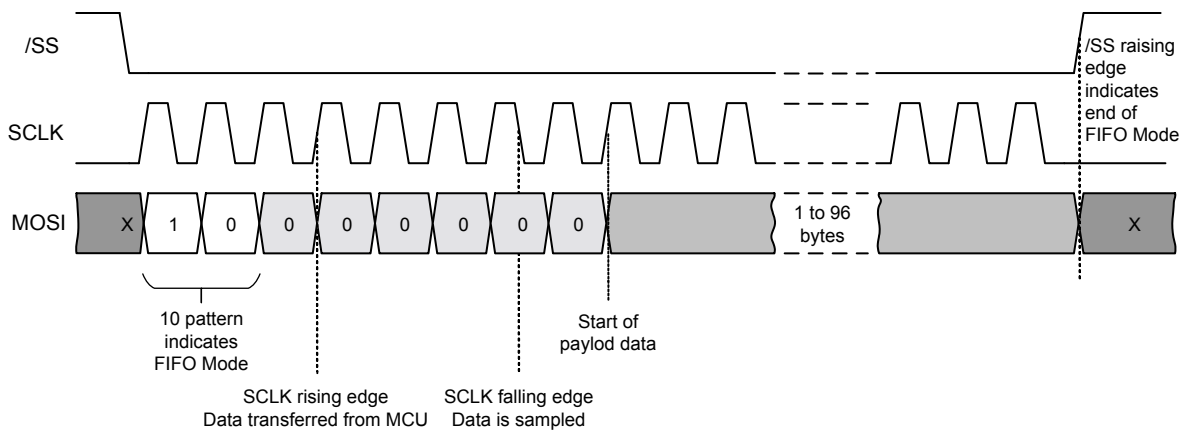 /SS
/SS raising
edge
indicates
end of
FIFO Mode
SCLK
MOSI
X 1 0 0 0 0 0 0 0
1 to 96
bytes
X
10 pattern
indicates
FIFO Mode
Start of
paylod data
SCLK rising edge
Data transferred from MCU
SCLK falling edge
Data is sampled